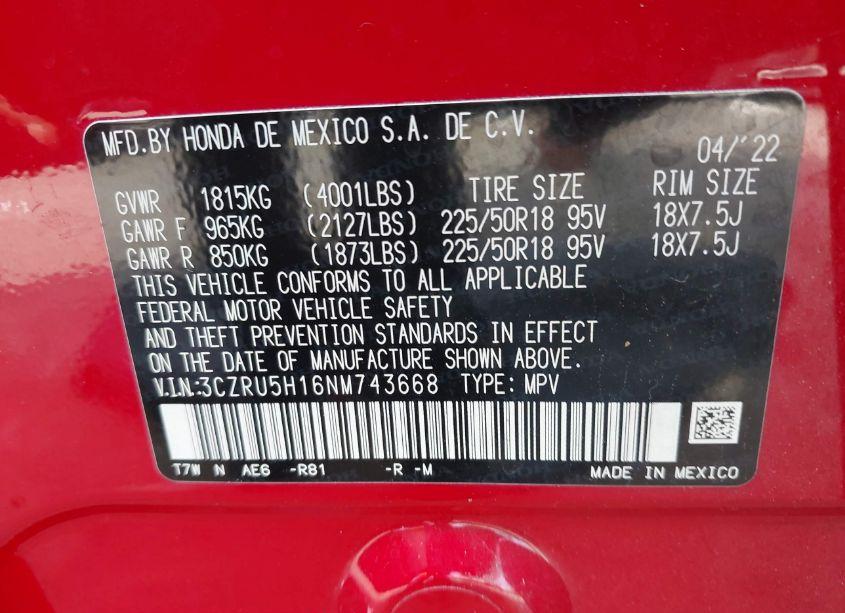 MFD.BY HONDA DE MEXICO S.A. DE C.V.
04/'22
GVWR 1815KG (4001LBS) TIRE SIZE RIM SIZE
GAWR F 965KG (2127LBS) 225/50R18 95V 18X7.5J
GAWR R 850KG (1873LBS) 225/50R18 95V 18X7.5J
THIS VEHICLE CONFORMS TO ALL APPLICABLE
FEDERAL MOTOR VEHICLE SAFETY
AND THEFT PREVENTION STANDARDS IN EFFECT
ON THE DATE OF MANUFACTURE SHOWN ABOVE.
V.I.N.:3CZRU5H16NM743668 TYPE: MPV
T7W N AE6 -R81 -R -M MADE IN MEXICO